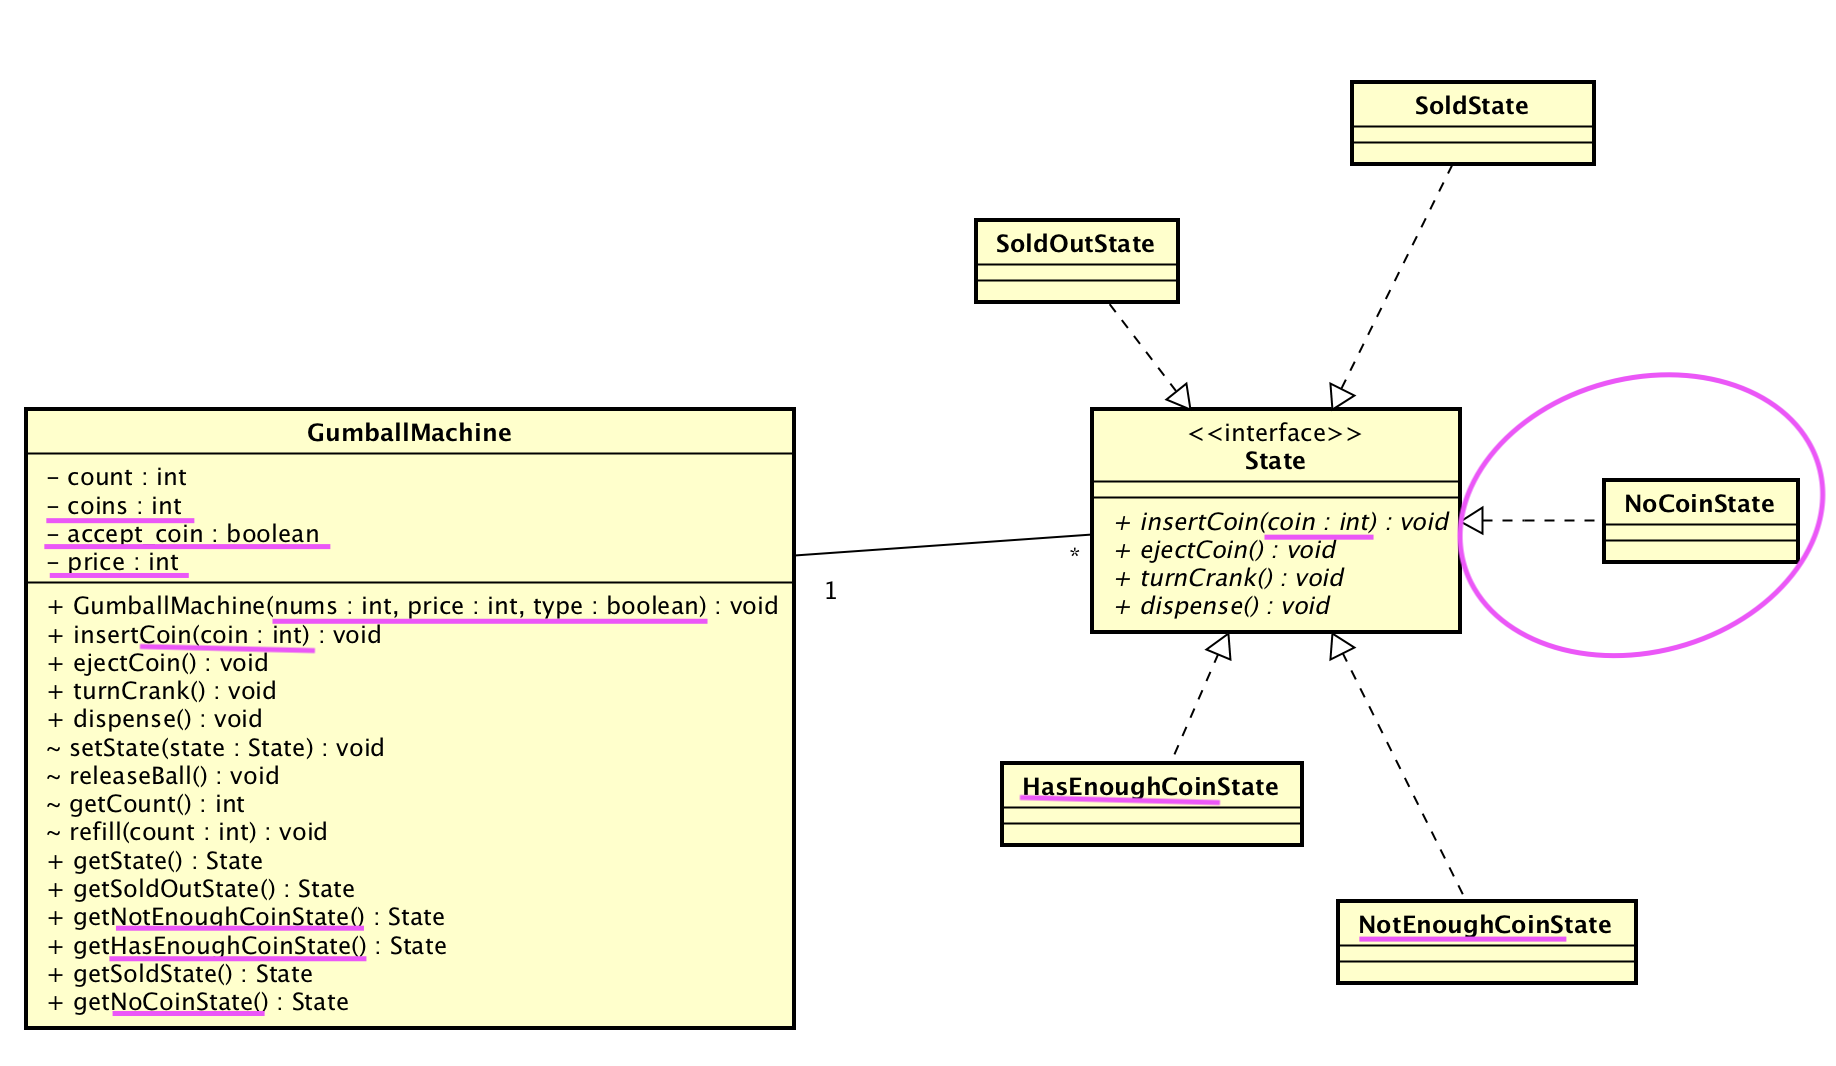 SoldState
SoldOutState
GumballMachine
- count : int
- coins : int
- accept_coin : boolean
- price : int
+ GumballMachine(nums : int, price : int, type : boolean) : void
+ insertCoin(coin : int) : void
+ ejectCoin() : void
+ turnCrank() : void
+ dispense() : void
~ setState(state : State) : void
~ releaseBall() : void
~ getCount() : int
~ refill(count : int) : void
+ getState() : State
+ getSoldOutState() : State
+ getNotEnoughCoinState() : State
+ getHasEnoughCoinState() : State
+ getSoldState() : State
+ getNoCoinState() : State
1
*
<<interface>>
State
+ insertCoin(coin : int) : void
+ ejectCoin() : void
+ turnCrank() : void
+ dispense() : void
NoCoinState
HasEnoughCoinState
NotEnoughCoinState